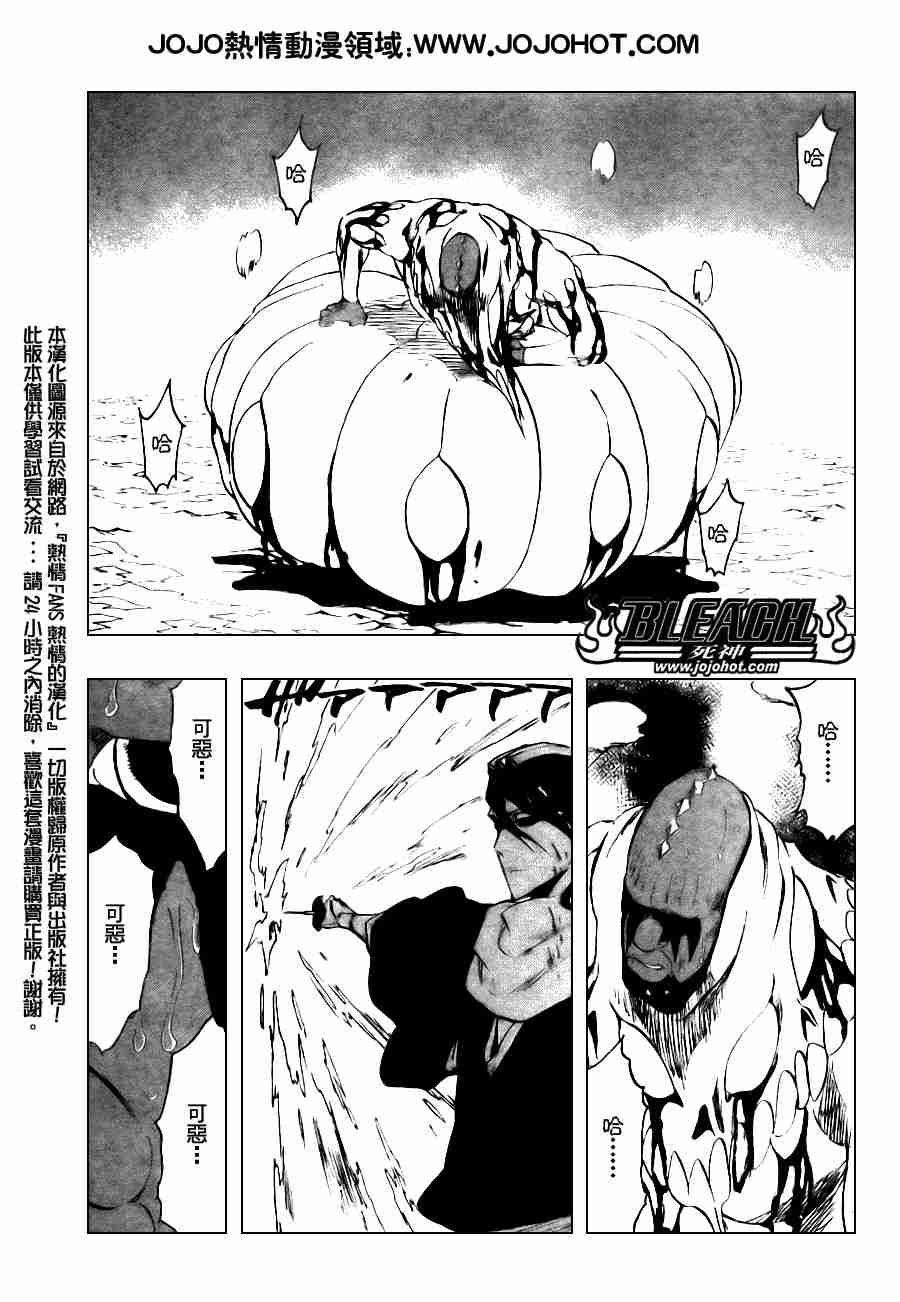 JOJO熱情動漫領域:WWW.JOJOHOT.COM
哈
哈
哈
哈
BLEACH
死神
www.jojohot.com
哈……
哈……
可惡…
可惡…
可惡…
本漢化圖源來自於網路，『熱情FANS熱情的漢化』一切版權歸原作者與出版社擁有！
此版本僅供學習試看交流…請24小時之內消除，喜歡這套漫畫請購買正版！謝謝。